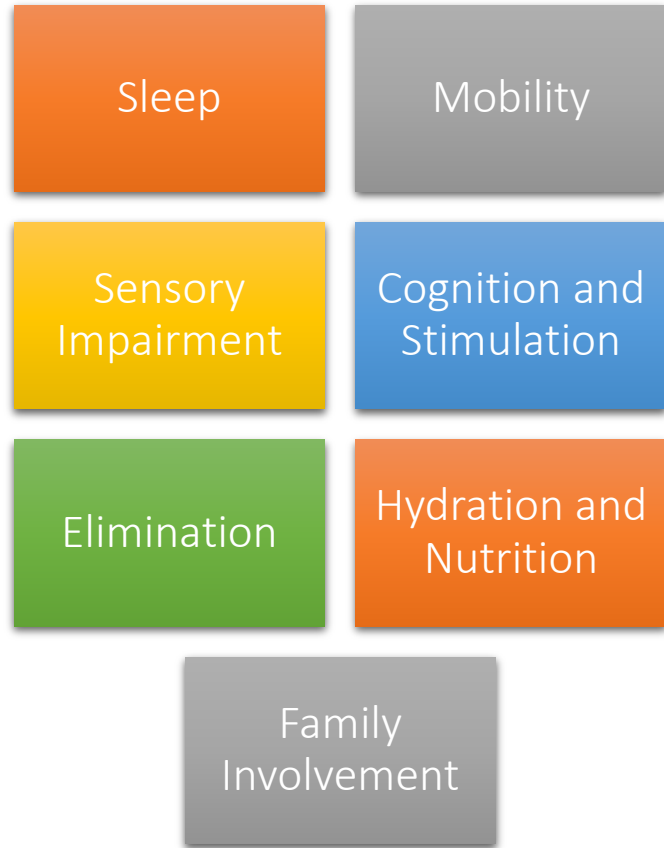 Sleep
Mobility
Sensory
Impairment
Cognition and
Stimulation
Elimination
Hydration and
Nutrition
Family
Involvement